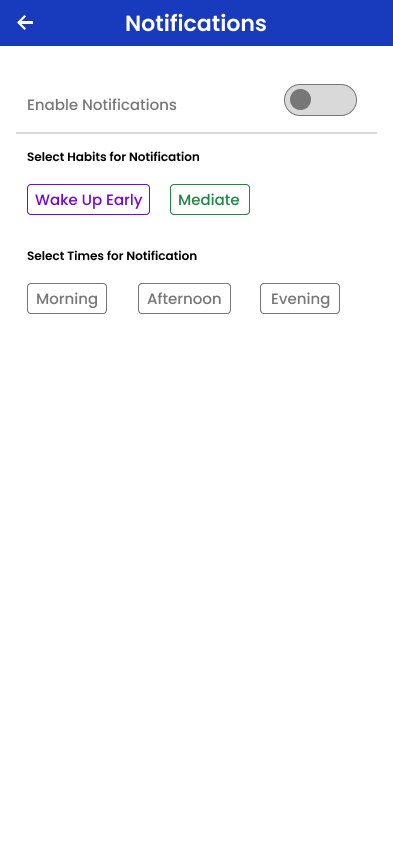 Notifications
Enable Notifications
Select Habits for Notification
Wake Up Early Mediate
Select Times for Notification
Morning Afternoon Evening